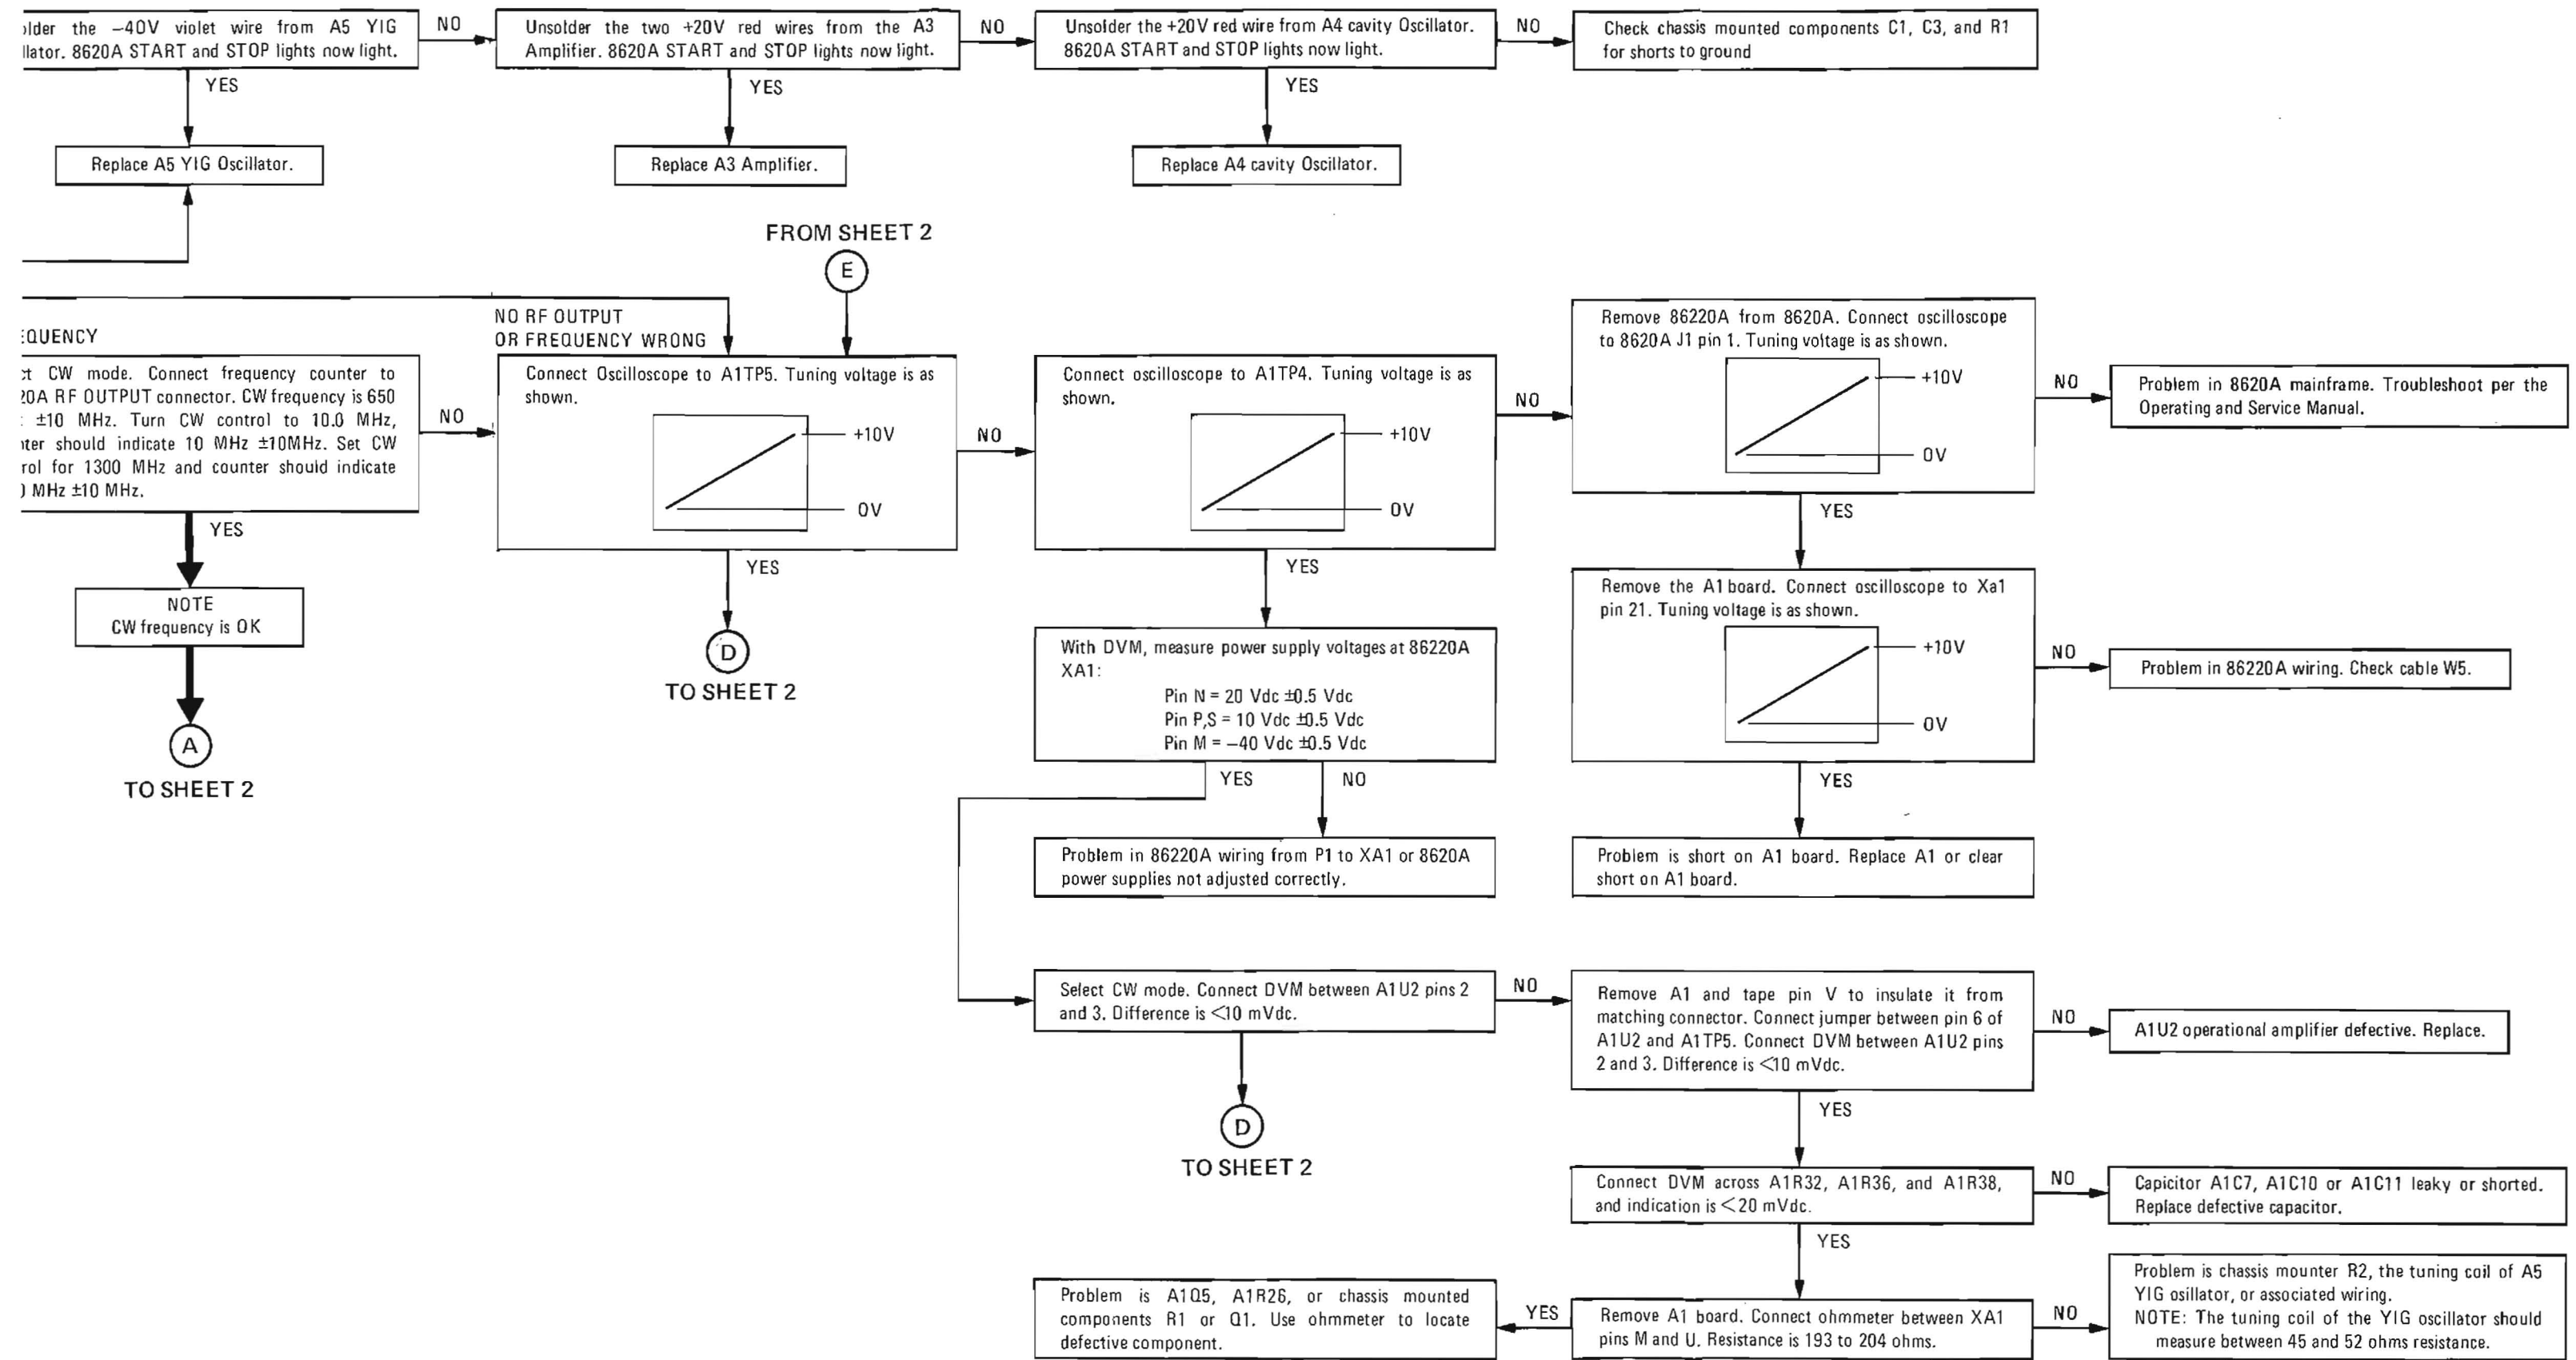 the −40V violet wire from A5 YIG
8620A START and STOP lights now light.
NO
Unsolder the two +20V red wires from the A3
Amplifier. 8620A START and STOP lights now light.
NO
Unsolder the +20V red wire from A4 cavity Oscillator.
8620A START and STOP lights now light.
NO
Check chassis mounted components C1, C3, and R1
for shorts to ground
YES
YES
YES
Replace A5 YIG Oscillator.
Replace A3 Amplifier.
Replace A4 cavity Oscillator.
FROM SHEET 2
E
NO RF OUTPUT
OR FREQUENCY WRONG
EQUENCY
CW mode. Connect frequency counter to
20A RF OUTPUT connector. CW frequency is 650
±10 MHz. Turn CW control to 10.0 MHz,
should indicate 10 MHz ±10MHz. Set CW
for 1300 MHz and counter should indicate
MHz ±10 MHz.
NO
YES
NOTE
CW frequency is OK
A
TO SHEET 2
Connect Oscilloscope to A1TP5. Tuning voltage is as
shown.
+10V
0V
NO
YES
D
TO SHEET 2
Connect oscilloscope to A1TP4. Tuning voltage is as
shown.
+10V
0V
NO
YES
Remove 86220A from 8620A. Connect oscilloscope
to 8620A J1 pin 1. Tuning voltage is as shown.
+10V
0V
NO
Problem in 8620A mainframe. Troubleshoot per the
Operating and Service Manual.
YES
Remove the A1 board. Connect oscilloscope to Xa1
pin 21. Tuning voltage is as shown.
+10V
0V
NO
Problem in 86220A wiring. Check cable W5.
YES
Problem is short on A1 board. Replace A1 or clear
short on A1 board.
With DVM, measure power supply voltages at 86220A
XA1:
Pin N = 20 Vdc ±0.5 Vdc
Pin P,S = 10 Vdc ±0.5 Vdc
Pin M = −40 Vdc ±0.5 Vdc
YES
NO
Problem in 86220A wiring from P1 to XA1 or 8620A
power supplies not adjusted correctly.
Select CW mode. Connect DVM between A1U2 pins 2
and 3. Difference is <10 mVdc.
NO
D
TO SHEET 2
Remove A1 and tape pin V to insulate it from
matching connector. Connect jumper between pin 6 of
A1U2 and A1TP5. Connect DVM between A1U2 pins
2 and 3. Difference is <10 mVdc.
NO
A1U2 operational amplifier defective. Replace.
YES
Connect DVM across A1R32, A1R36, and A1R38,
and indication is <20 mVdc.
NO
Capicitor A1C7, A1C10 or A1C11 leaky or shorted.
Replace defective capacitor.
YES
Problem is A1Q5, A1R26, or chassis mounted
components R1 or Q1. Use ohmmeter to locate
defective component.
YES
Remove A1 board. Connect ohmmeter between XA1
pins M and U. Resistance is 193 to 204 ohms.
NO
Problem is chassis mounter R2, the tuning coil of A5
YIG osillator, or associated wiring.
NOTE: The tuning coil of the YIG oscillator should
measure between 45 and 52 ohms resistance.